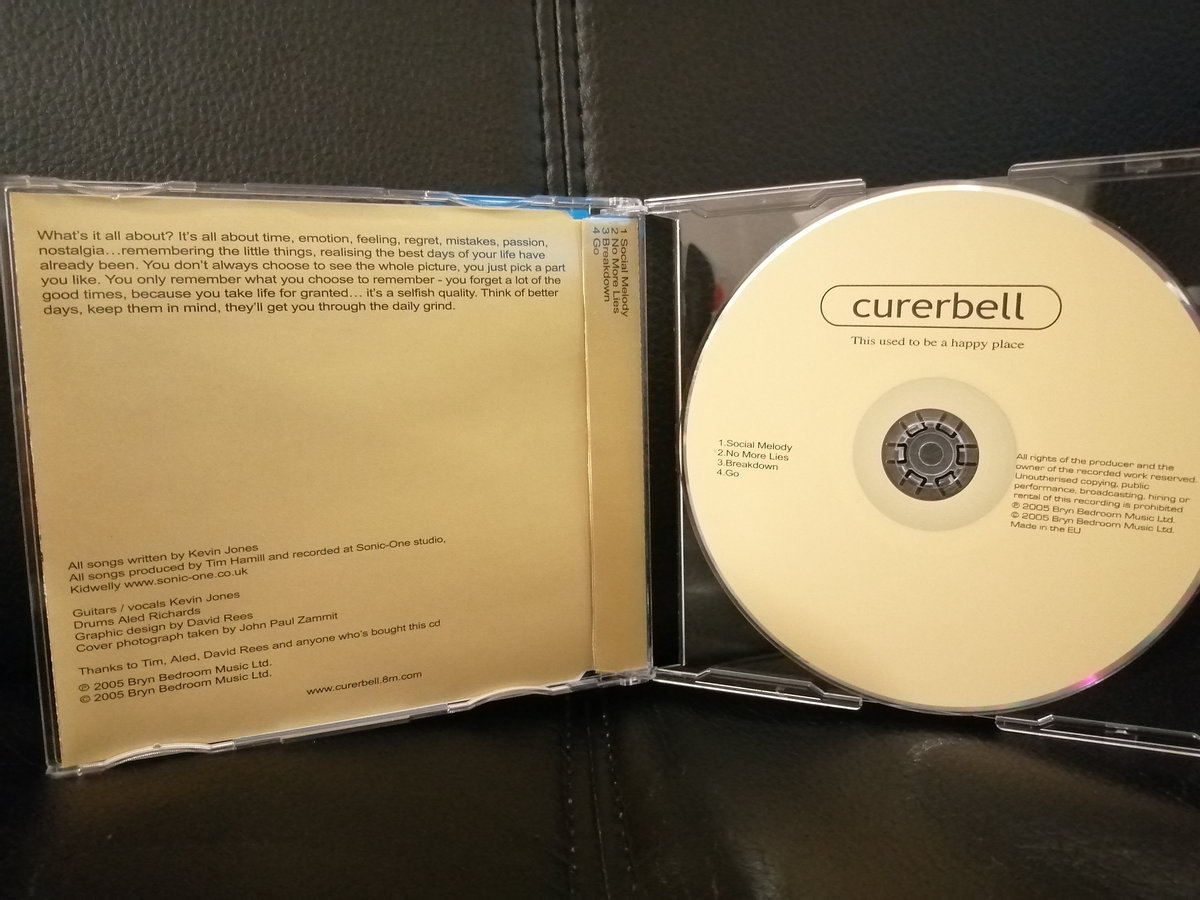 What's it all about? It's all about time, emotion, feeling, regret, mistakes, passion,
nostalgia...remembering the little things, realising the best days of your life have
already been. You don't always choose to see the whole picture, you just pick a part
you like. You only remember what you choose to remember - you forget a lot of the
good times, because you take life for granted... it's a selfish quality. Think of better
days, keep them in mind, they'll get you through the daily grind.
All songs written by Kevin Jones
All songs produced by Tim Hamill and recorded at Sonic-One studio,
Kidwelly www.sonic-one.co.uk
Guitars / vocals Kevin Jones
Drums Aled Richards
Graphic design by David Rees
Cover photograph taken by John Paul Zammit
Thanks to Tim, Aled, David Rees and anyone who's bought this cd
℗ 2005 Bryn Bedroom Music Ltd.
© 2005 Bryn Bedroom Music Ltd.
www.curerbell.8m.com
1 Social Melody
2 No More Lies
3 Breakdown
4 Go
curerbell
This used to be a happy place
1.Social Melody
2.No More Lies
3.Breakdown
4.Go
All rights of the producer and the
owner of the recorded work reserved.
Unoutherised copying, public
performance, broadcasting, hiring or
rental of this recording is prohibited
℗ 2005 Bryn Bedroom Music Ltd.
© 2005 Bryn Bedroom Music Ltd.
Made in the EU